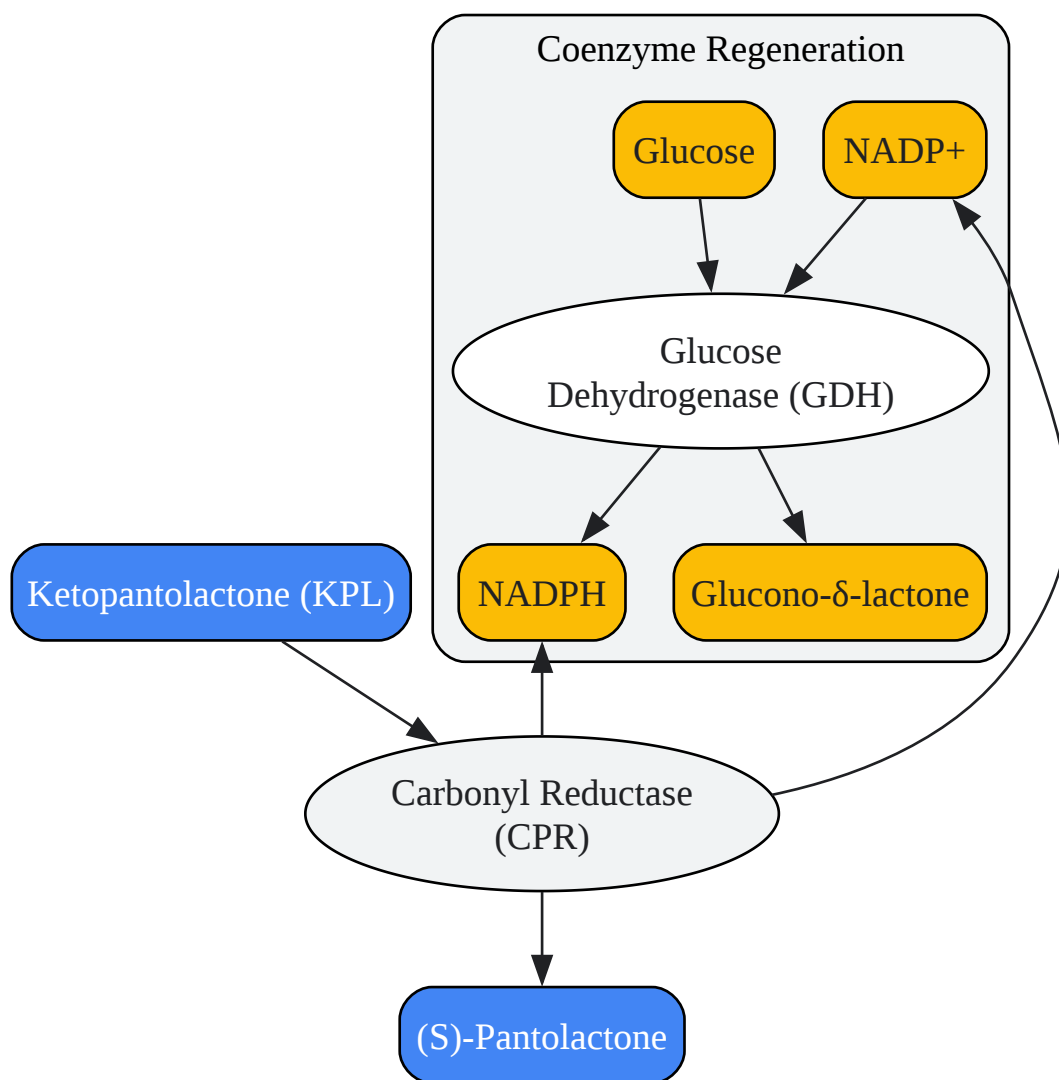 Coenzyme Regeneration
Glucose
NADP+
Glucose
Dehydrogenase (GDH)
Ketopantolactone (KPL)
NADPH
Glucono-δ-lactone
Carbonyl Reductase
(CPR)
(S)-Pantolactone